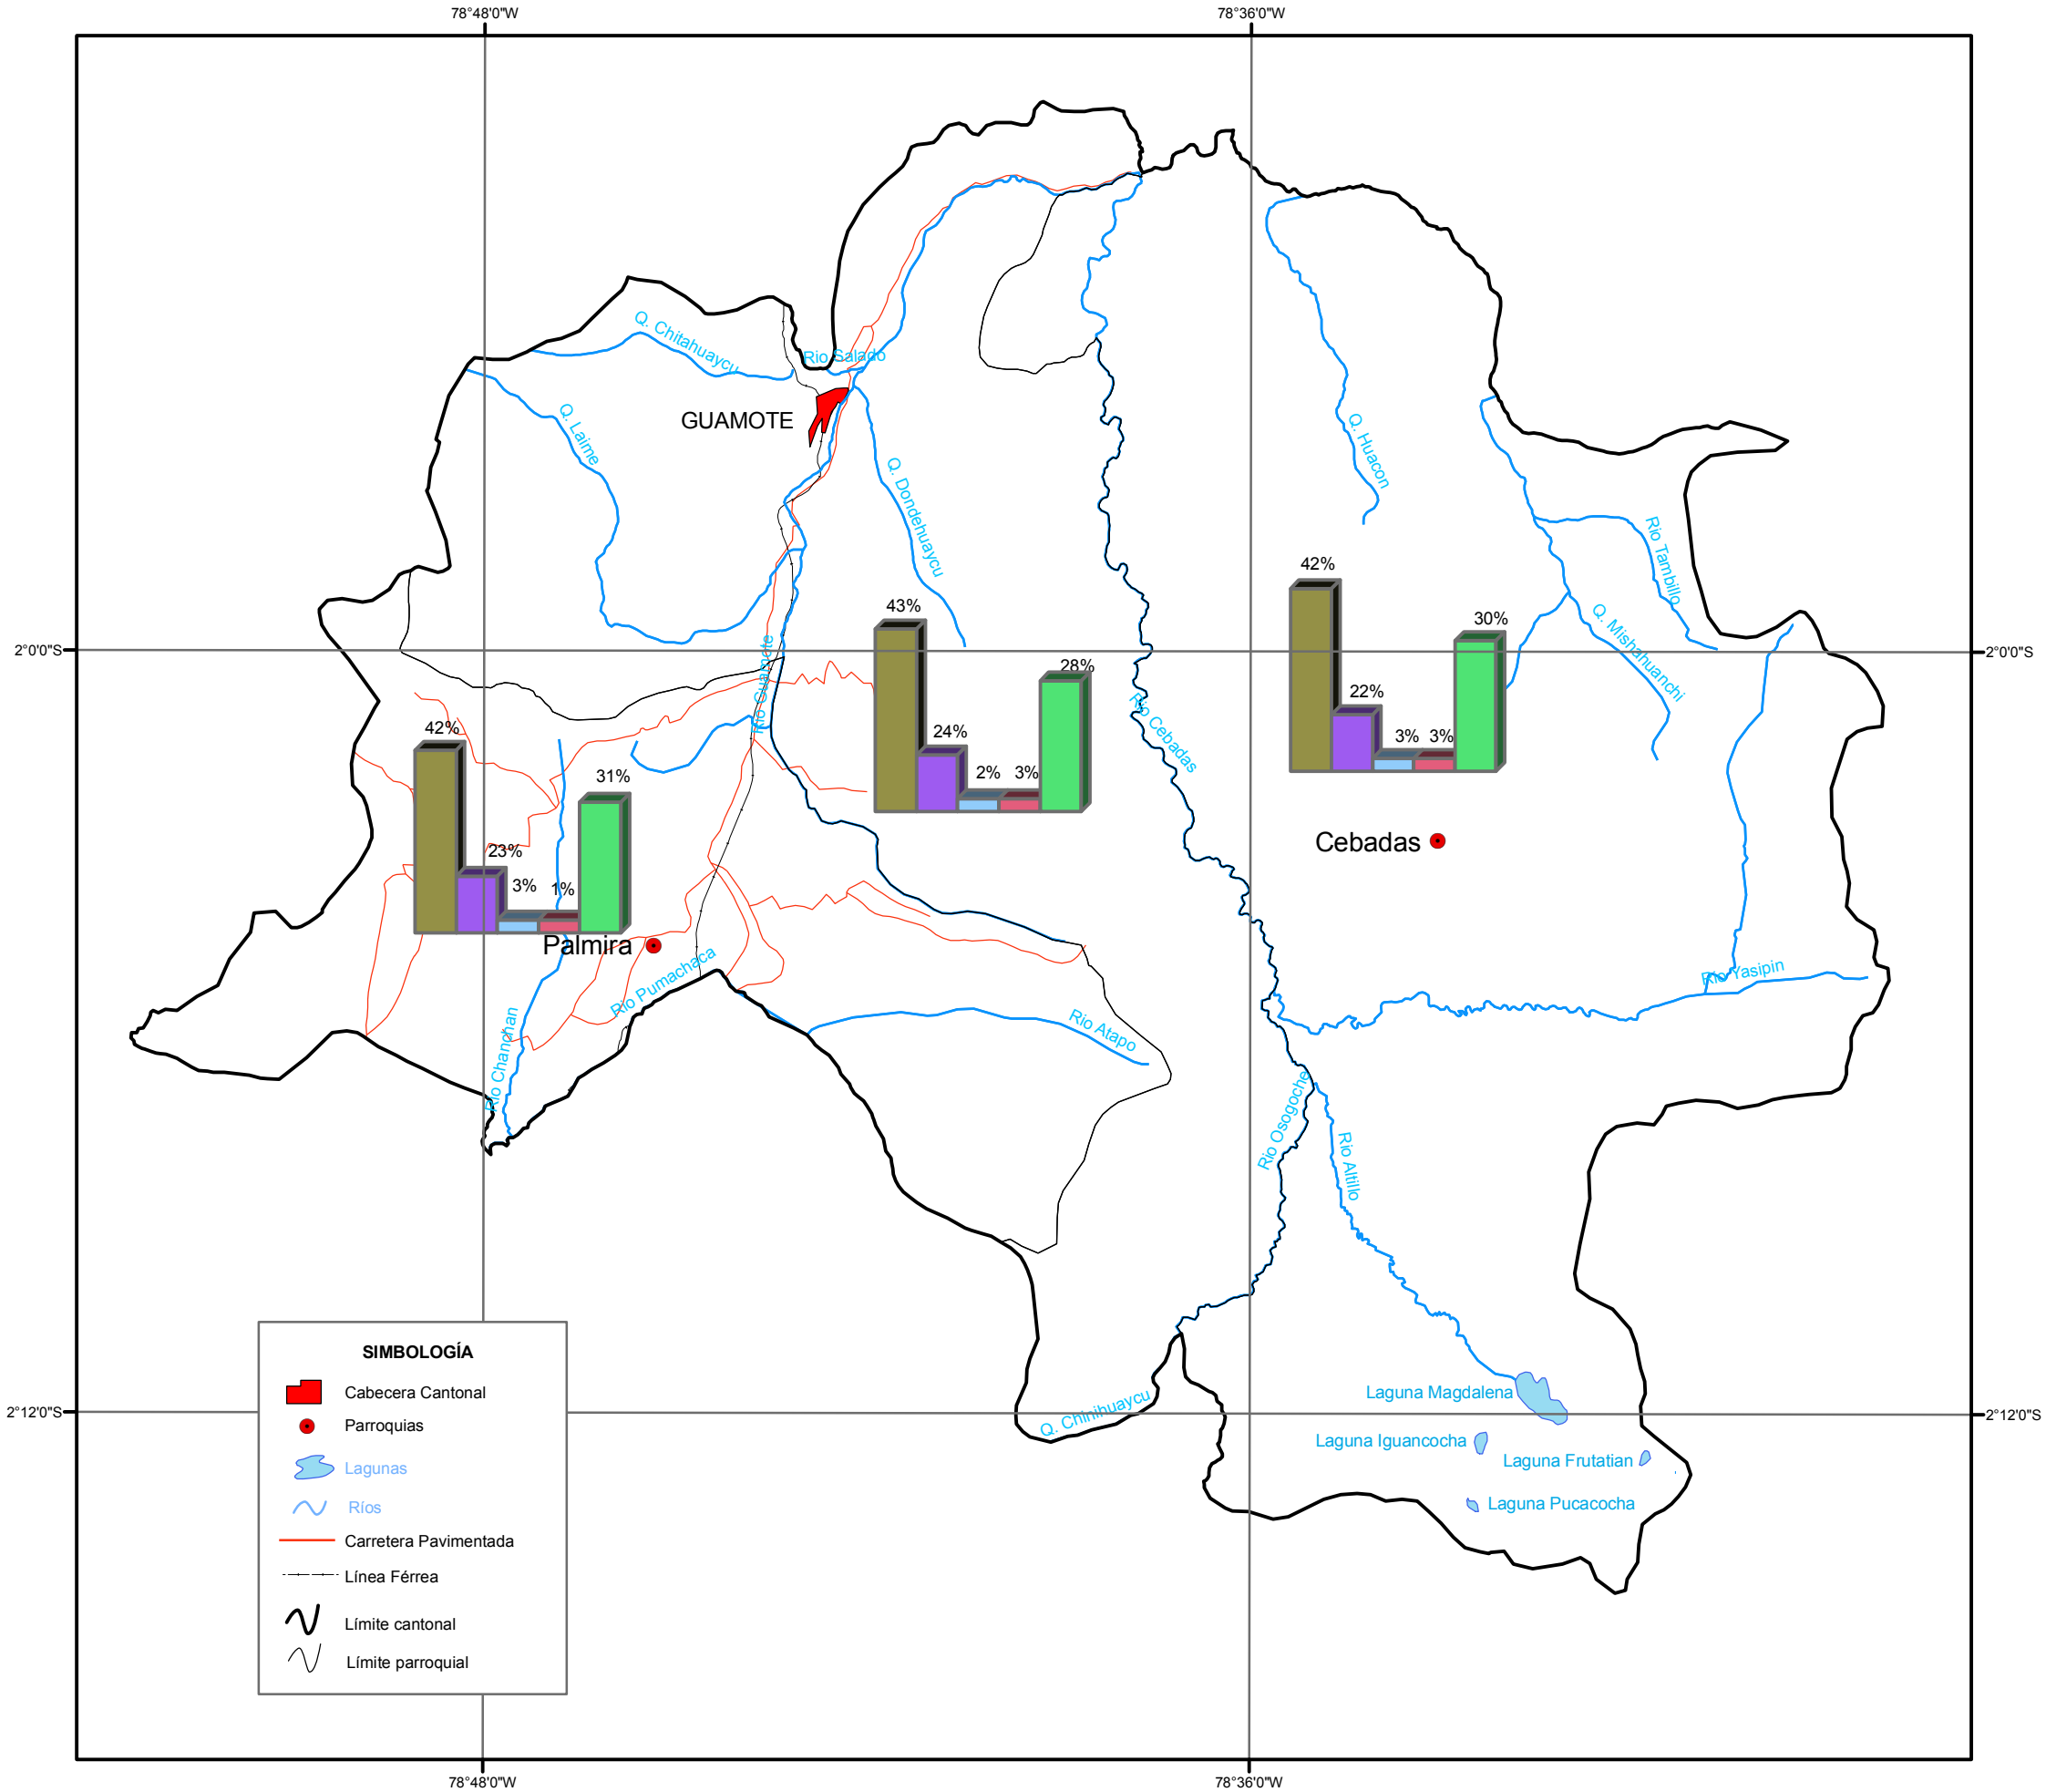 78°48'0"W
78°36'0"W
Q. Chitahuaycu
Rio Salado
GUAMOTE
Q. Laime
Q. Dondehuaycu
Q. Huacon
Rio Tambillo
Q. Mishahuanchi
42%
22%
3%
3%
30%
43%
24%
2%
3%
28%
2°0'0"S
2°0'0"S
Rio Guamote
Rio Cebadas
42%
23%
3%
1%
31%
Cebadas
Palmira
Rio Pumachaca
Rio Yasipin
Rio Chanchan
Rio Atapo
Rio Osogoche
Rio Altillo
Laguna Magdalena
Q. Chinihuaycu
2°12'0"S
2°12'0"S
Laguna Iguancocha
Laguna Frutatian
Laguna Pucacocha
SIMBOLOGÍA
Cabecera Cantonal
Parroquias
Lagunas
Ríos
Carretera Pavimentada
Línea Férrea
Límite cantonal
Límite parroquial
78°48'0"W
78°36'0"W